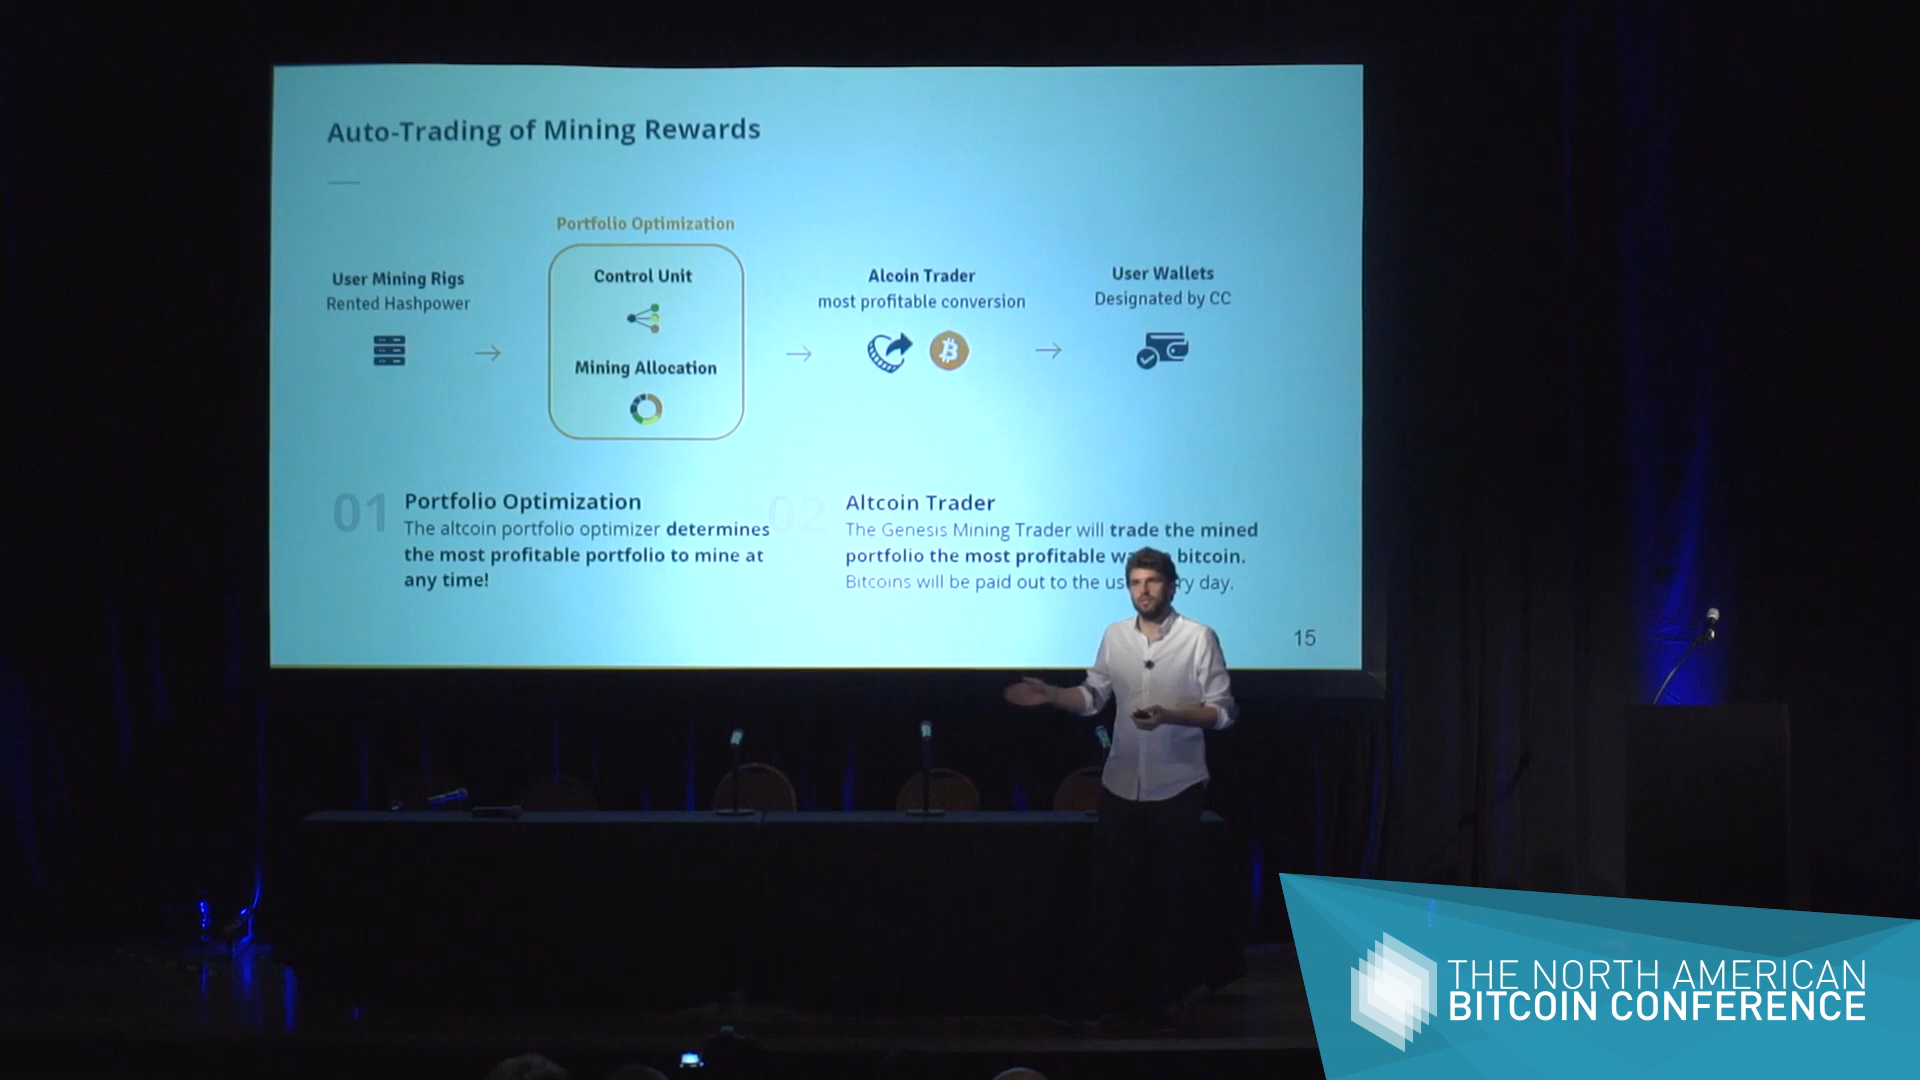 Auto-Trading of Mining Rewards
Portfolio Optimization
User Mining Rigs
Rented Hashpower
Control Unit
Mining Allocation
Alcoin Trader
most profitable conversion
User Wallets
Designated by CC
01
Portfolio Optimization
The altcoin portfolio optimizer determines
the most profitable portfolio to mine at
any time!
02
Altcoin Trader
The Genesis Mining Trader will trade the mined
portfolio the most profitable bitcoin.
Bitcoins will be paid out to the day.
15
THE NORTH AMERICAN
BITCOIN CONFERENCE